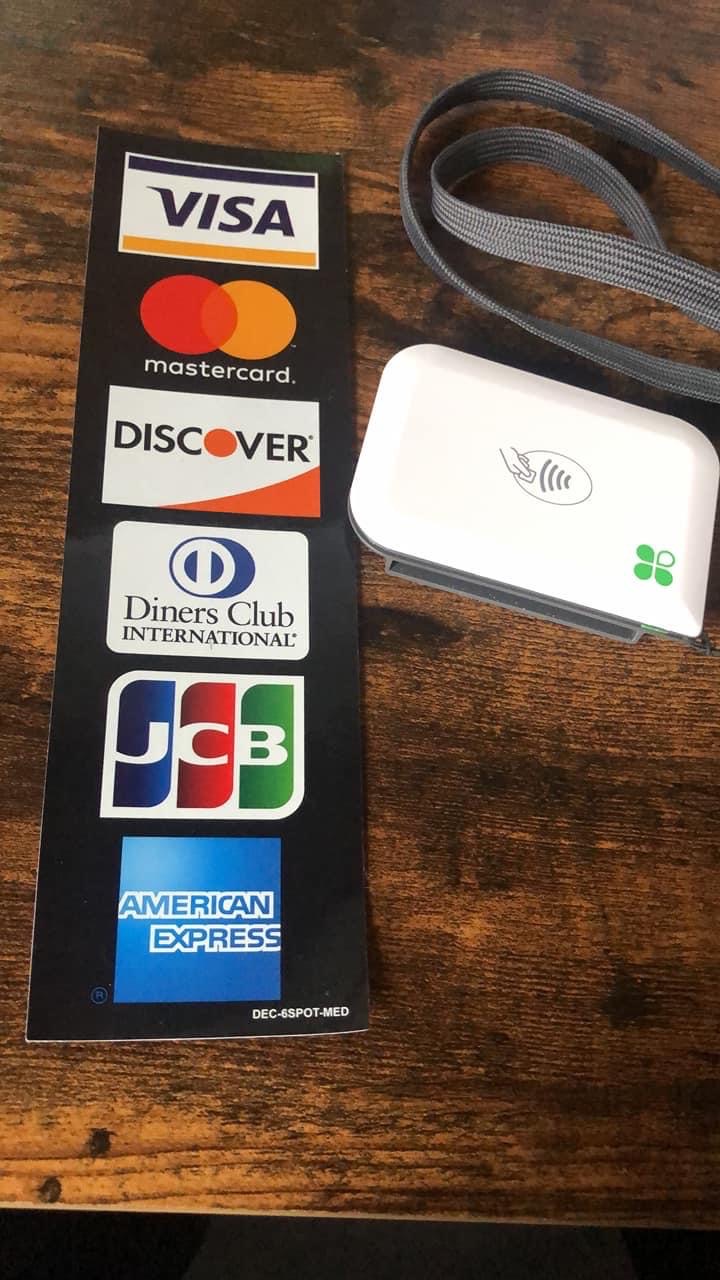 VISA
mastercard.
DISCOVER®
Diners Club
INTERNATIONAL®
JCB
AMERICAN
EXPRESS
®
DEC-6SPOT-MED